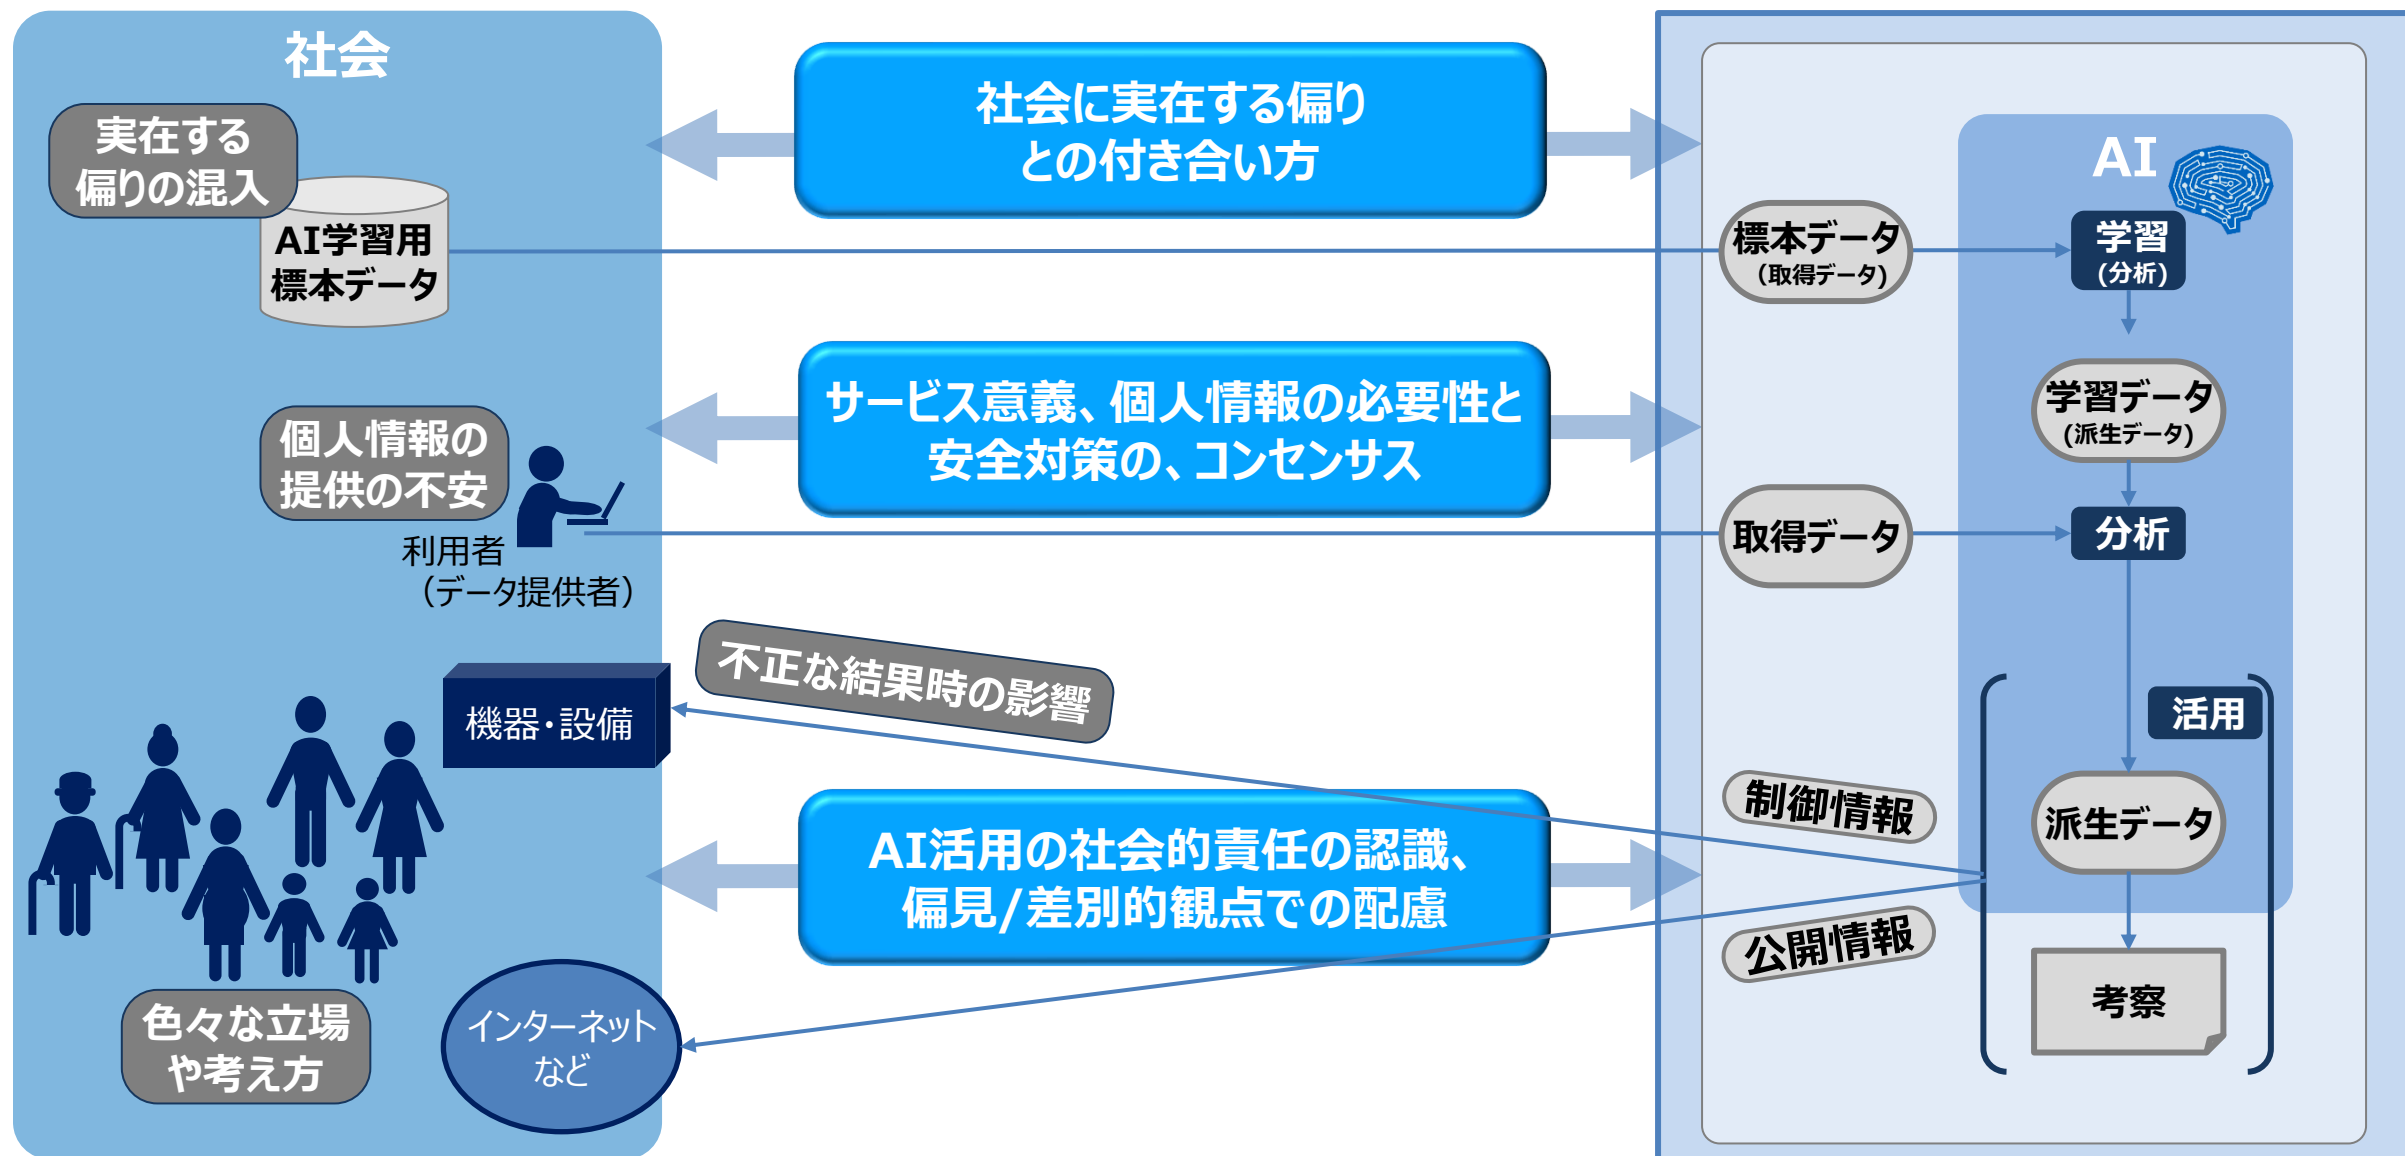 社会
実在する
偏りの混入
AI学習用
標本データ
個人情報の
提供の不安
利用者
（データ提供者）
機器・設備
色々な立場
や考え方
インターネット
など
社会に実在する偏り
との付き合い方
サービス意義、個人情報の必要性と
安全対策の、コンセンサス
不正な結果時の影響
AI活用の社会的責任の認識、
偏見/差別的観点での配慮
標本データ
（取得データ)
取得データ
制御情報
公開情報
AI
学習
(分析)
学習データ
(派生データ)
分析
活用
派生データ
考察